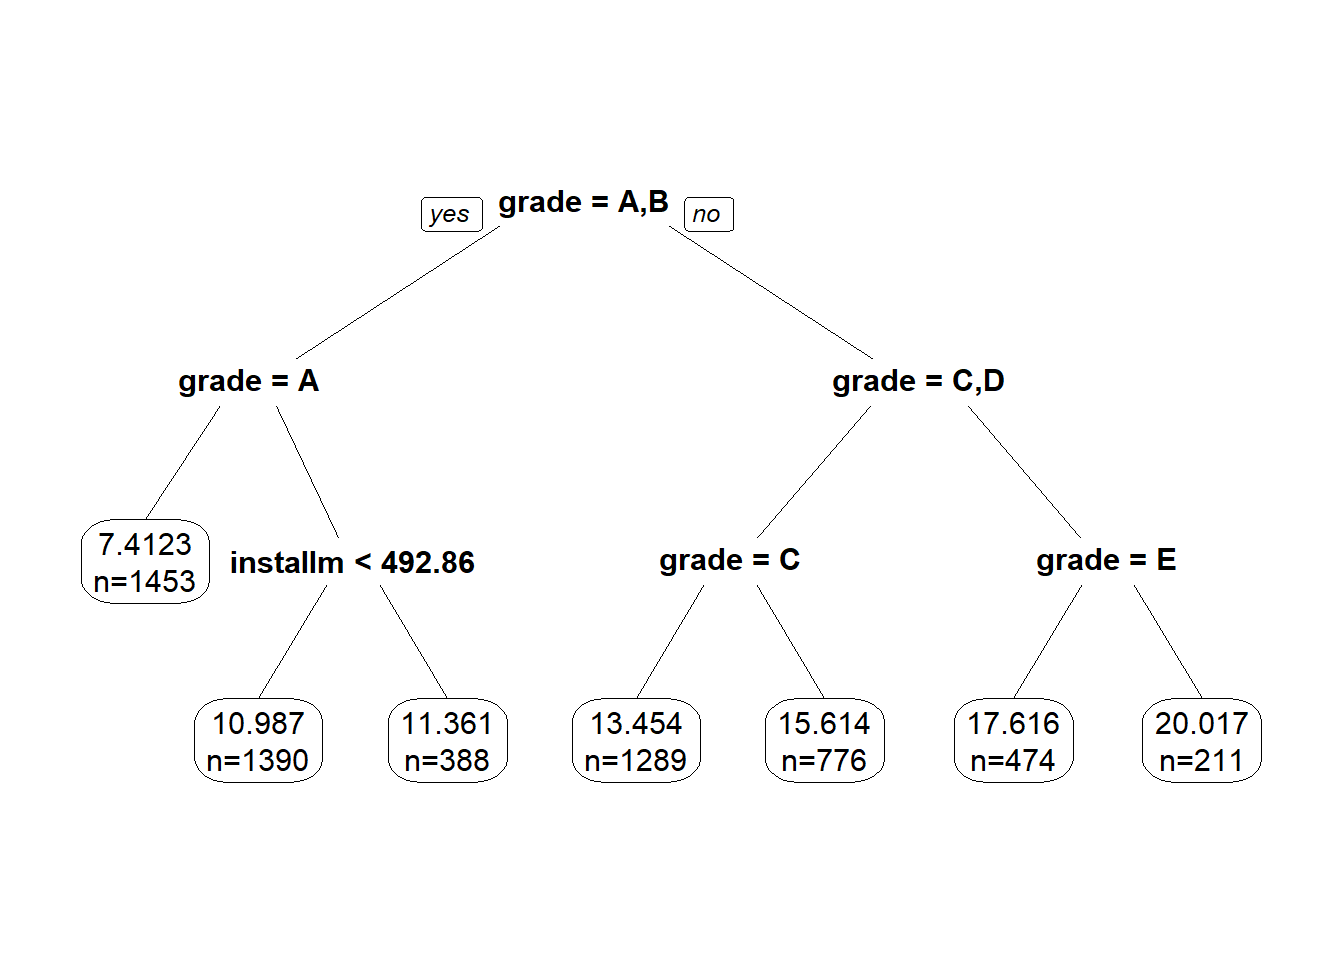 yes
grade = A,B
no
grade = A
grade = C,D
7.4123
n=1453
installm < 492.86
grade = C
grade = E
10.987
n=1390
11.361
n=388
13.454
n=1289
15.614
n=776
17.616
n=474
20.017
n=211